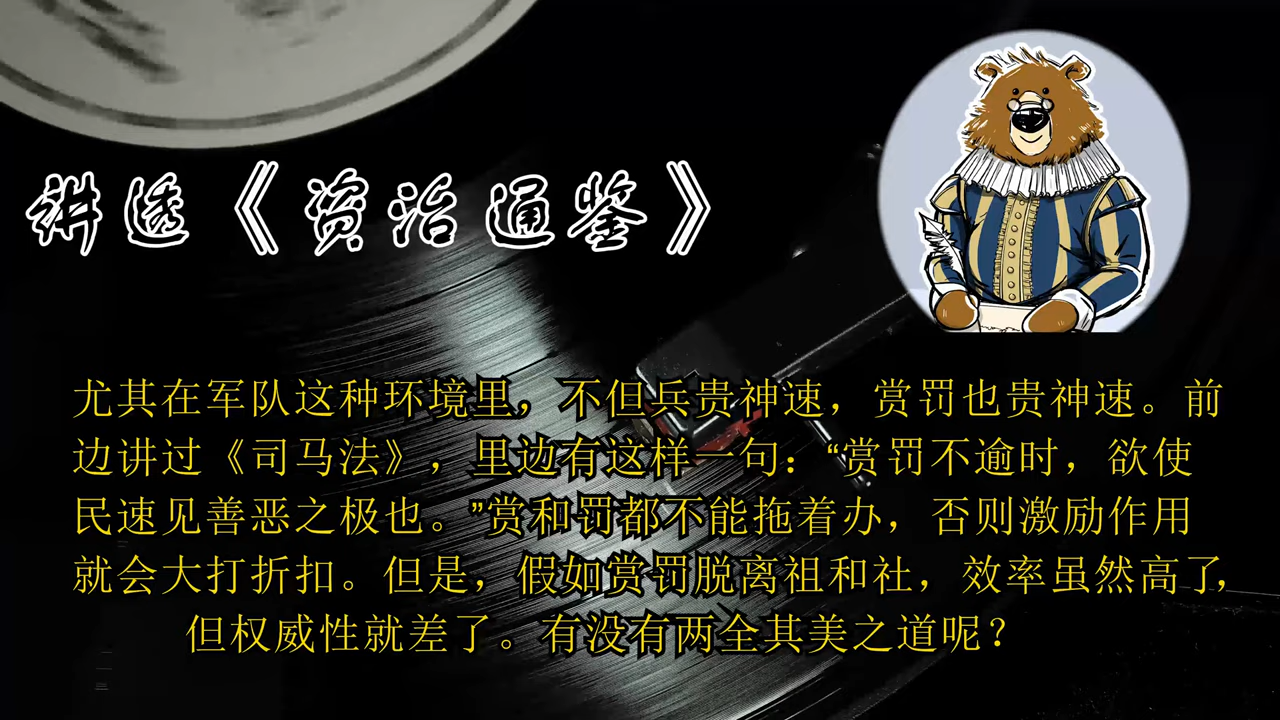 讲透《资治通鉴》
尤其在军队这种环境里，不但兵贵神速，赏罚也贵神速。前
边讲过《司马法》，里边有这样一句：“赏罚不逾时，欲使
民速见善恶之极也。”赏和罚都不能拖着办，否则激励作用
就会大打折扣。但是，假如赏罚脱离祖和社，效率虽然高了，
但权威性就差了。有没有两全其美之道呢？